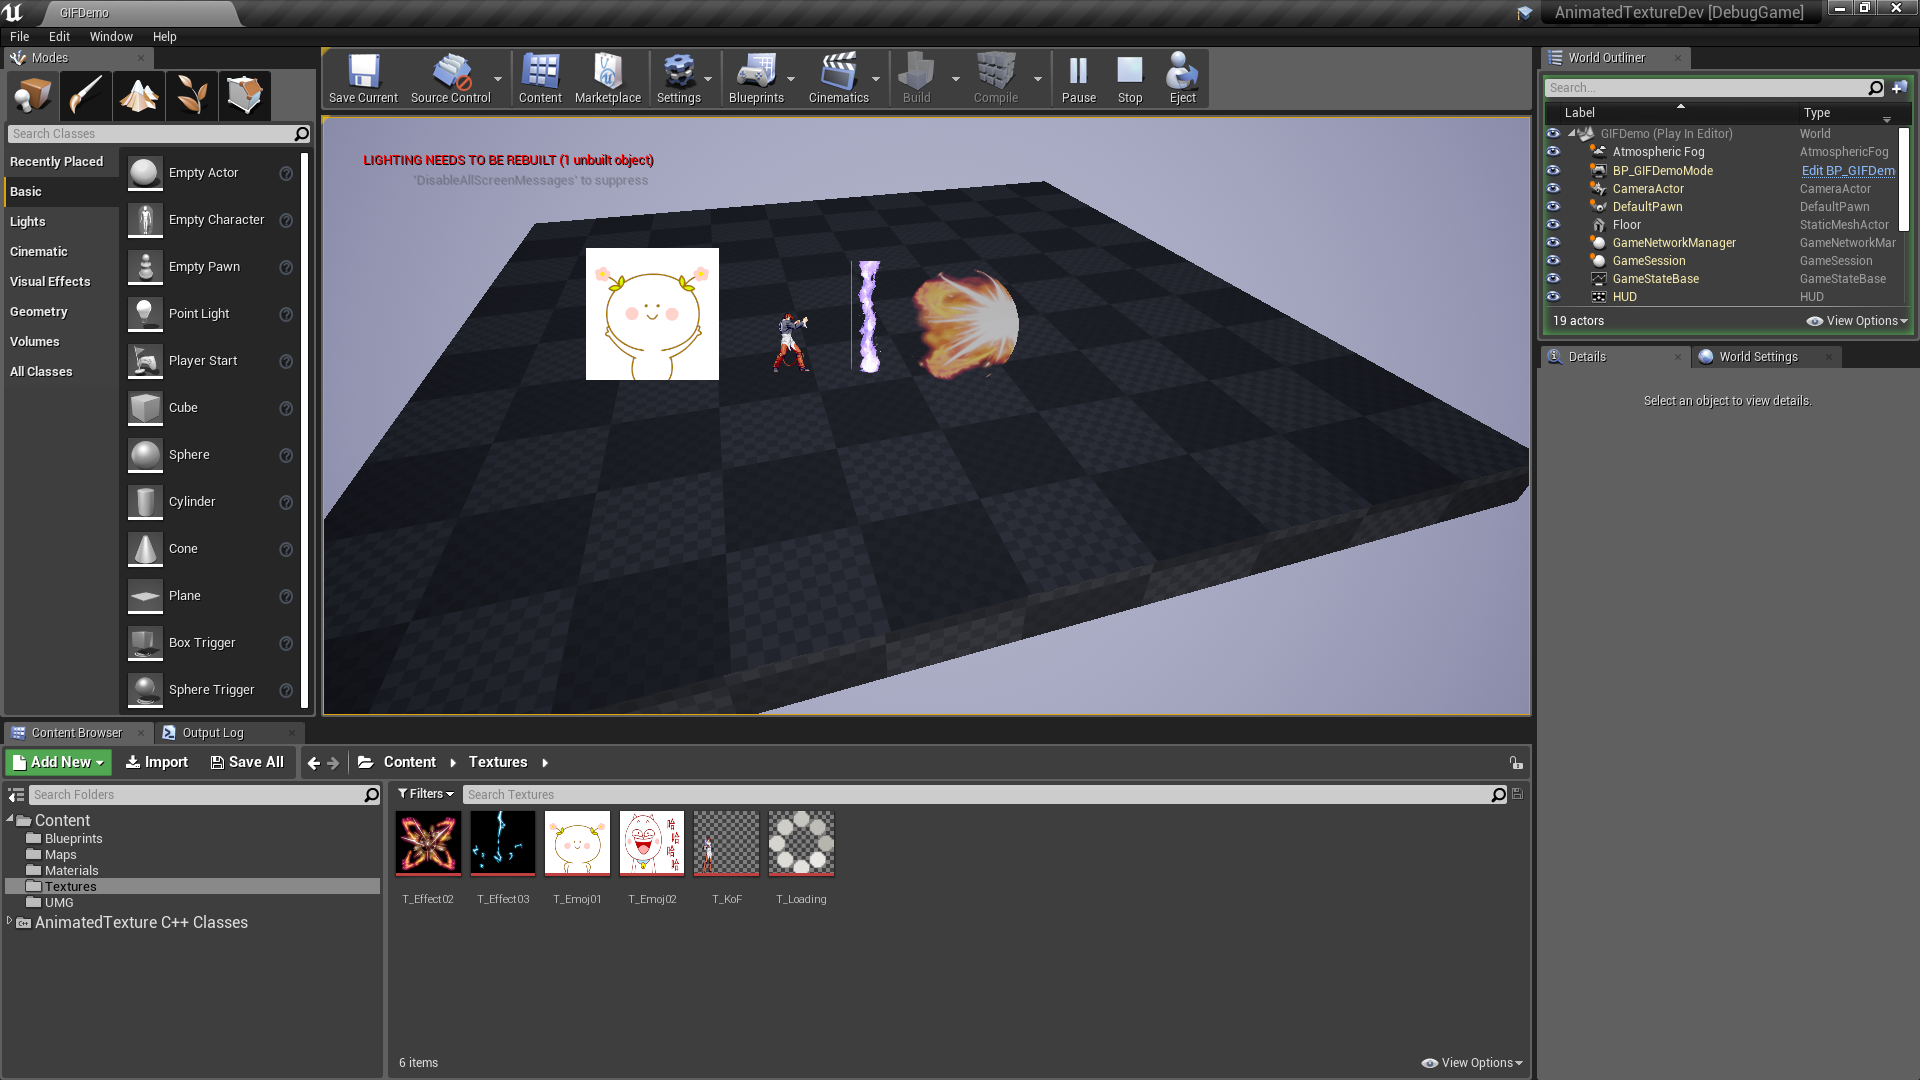 GIFDemo
AnimatedTextureDev [DebugGame]
File Edit Window Help
Modes
Search Classes
Recently Placed
Basic
Lights
Cinematic
Visual Effects
Geometry
Volumes
All Classes
Empty Actor
Empty Character
Empty Pawn
Point Light
Player Start
Cube
Sphere
Cylinder
Cone
Plane
Box Trigger
Sphere Trigger
Save Current
Source Control
Content
Marketplace
Settings
Blueprints
Cinematics
Build
Compile
Pause
Stop
Eject
LIGHTING NEEDS TO BE REBUILT (1 unbuilt object)
'DisableAllScreenMessages' to suppress
World Outliner
Search...
Label Type
GIFDemo (Play In Editor) World
Atmospheric Fog AtmosphericFog
BP_GIFDemoMode Edit BP_GIFDem
CameraActor CameraActor
DefaultPawn DefaultPawn
Floor StaticMeshActor
GameNetworkManager GameNetworkMar
GameSession GameSession
GameStateBase GameStateBase
HUD HUD
19 actors View Options
Details World Settings
Select an object to view details.
Content Browser Output Log
Add New Import Save All Content Textures
Search Folders
Content
Blueprints
Maps
Materials
Textures
UMG
AnimatedTexture C++ Classes
Filters Search Textures
哈
哈
哈
哈
T_Effect02
T_Effect03
T_Emoj01
T_Emoj02
T_KoF
T_Loading
6 items View Options